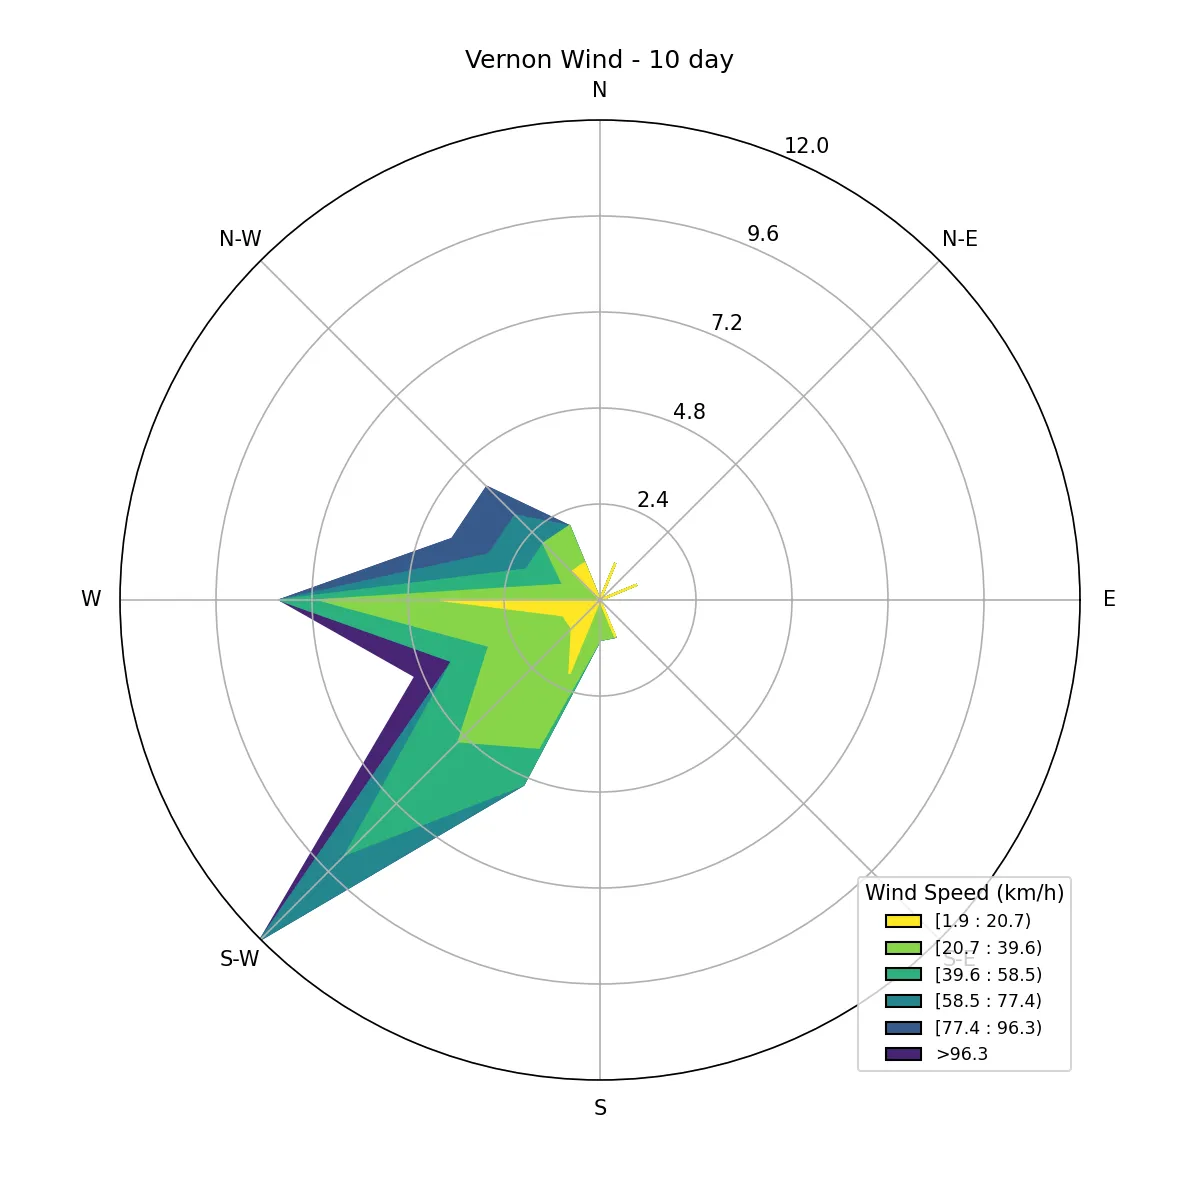 Vernon Wind - 10 day
N
12.0
N-W
9.6
N-E
7.2
4.8
2.4
W
E
S-W
S-E
S
Wind Speed (km/h)
[1.9 : 20.7)
[20.7 : 39.6)
[39.6 : 58.5)
[58.5 : 77.4)
[77.4 : 96.3)
>96.3